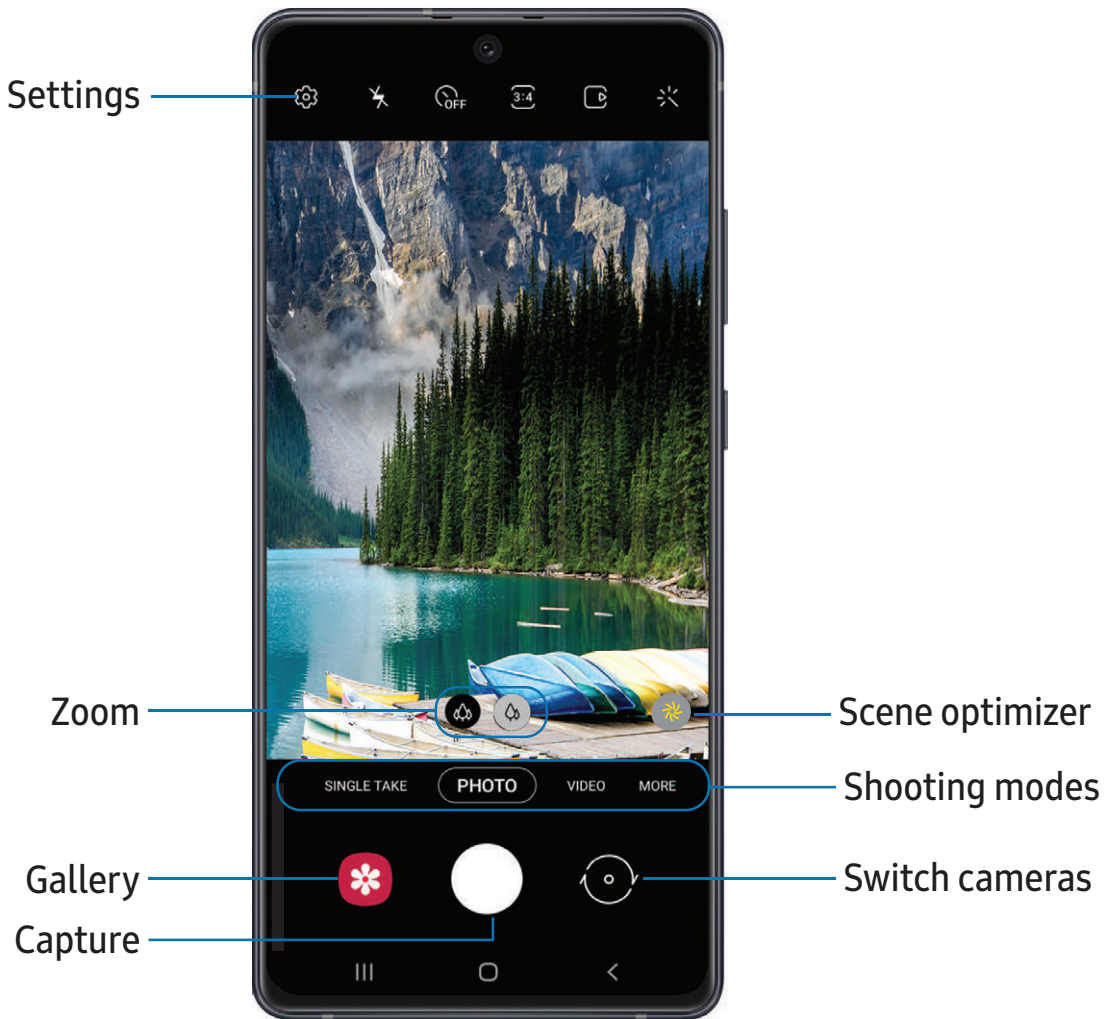 Settings
OFF
3:4
Zoom
Scene optimizer
SINGLE TAKE
PHOTO
VIDEO
MORE
Shooting modes
Gallery
Switch cameras
Capture